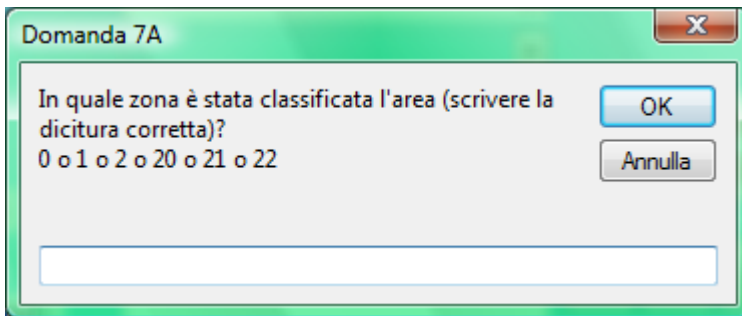 Domanda 7A
In quale zona è stata classificata l'area (scrivere la
dicitura corretta)?
0 o 1 o 2 o 20 o 21 o 22
OK
Annulla